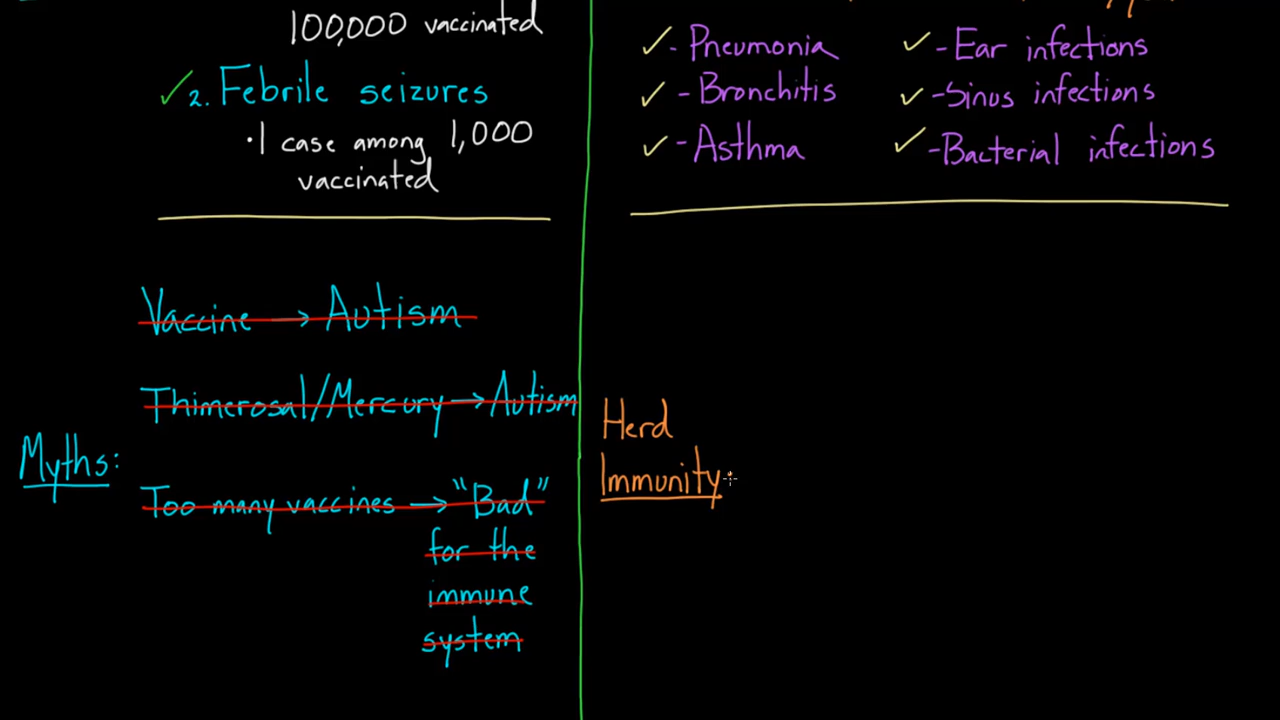 100,000 vaccinated
✓2. Febrile seizures
• 1 case among 1,000
vaccinated
Vaccine → Autism
Thimerosal/Mercury → Autism
Myths:
Too many vaccines → "Bad"
for the
immune
system
✓ - Pneumonia
✓ - Bronchitis
✓ - Asthma
✓ - Ear infections
✓ - Sinus infections
✓ - Bacterial infections
Herd
Immunity: